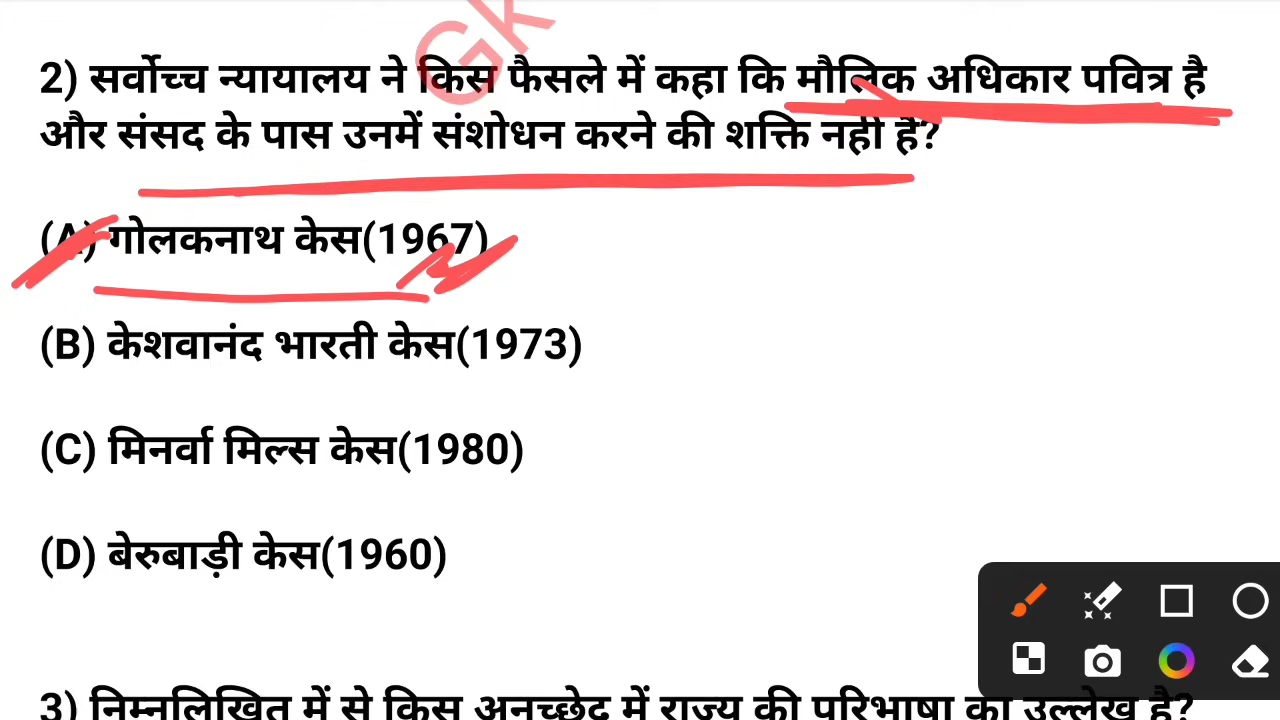 Gk
2) सर्वोच्च न्यायालय ने किस फैसले में कहा कि मौलिक अधिकार पवित्र है
और संसद के पास उनमें संशोधन करने की शक्ति नही है?
(A) गोलकनाथ केस(1967)
(B) केशवानंद भारती केस(1973)
(C) मिनर्वा मिल्स केस(1980)
(D) बेरुबाड़ी केस(1960)
3) निम्नलिखित में से किस अनुच्छेद में राज्य की परिभाषा का उल्लेख है?